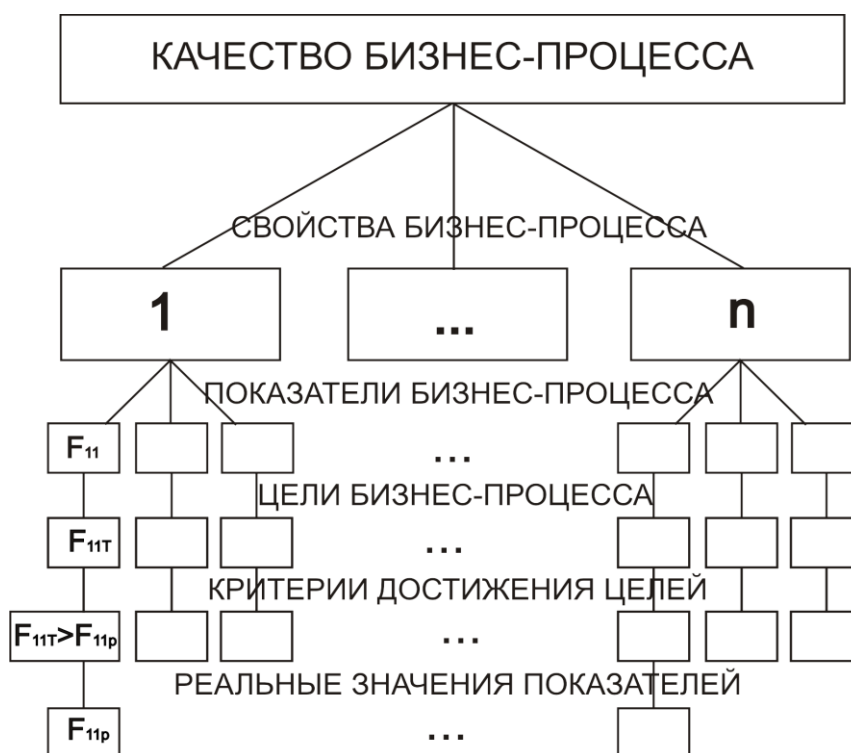 КАЧЕСТВО БИЗНЕС-ПРОЦЕССА
СВОЙСТВА БИЗНЕС-ПРОЦЕССА
1 ... n
ПОКАЗАТЕЛИ БИЗНЕС-ПРОЦЕССА
F₁₁ ...
ЦЕЛИ БИЗНЕС-ПРОЦЕССА
F₁₁ₜ ...
КРИТЕРИИ ДОСТИЖЕНИЯ ЦЕЛЕЙ
F₁₁ₜ>F₁₁ₚ ...
РЕАЛЬНЫЕ ЗНАЧЕНИЯ ПОКАЗАТЕЛЕЙ
F₁₁ₚ ...